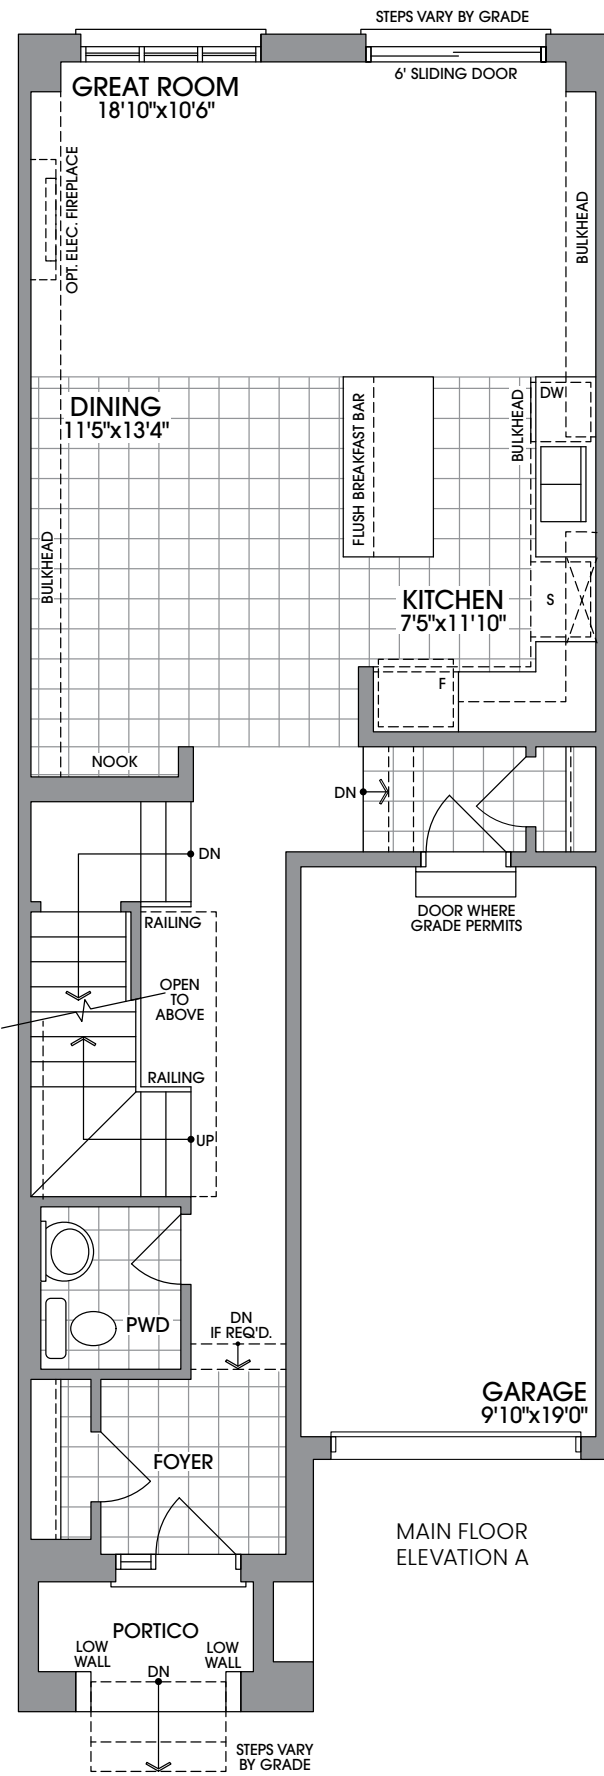 STEPS VARY BY GRADE
GREAT ROOM
18'10"x10'6"
6' SLIDING DOOR
OPT. ELEC. FIREPLACE
BULKHEAD
DINING
11'5"x13'4"
FLUSH BREAKFAST BAR
BULKHEAD
DW
BULKHEAD
KITCHEN
7'5"x11'10"
S
F
NOOK
DN
DN
RAILING
DOOR WHERE
GRADE PERMITS
OPEN
TO
ABOVE
RAILING
UP
PWD
DN
IF REQ'D.
GARAGE
9'10"x19'0"
FOYER
MAIN FLOOR
ELEVATION A
PORTICO
LOW
WALL
LOW
WALL
DN
STEPS VARY
BY GRADE